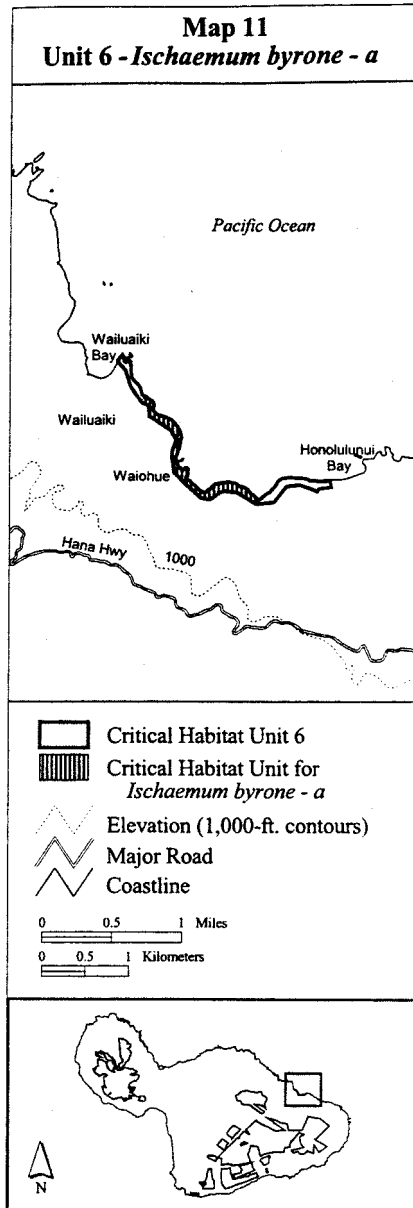 Map 11
Unit 6 - Ischaemum byrone - a
Pacific Ocean
Wailuaiki
Bay
Wailuaiki
Honolulunui
Bay
Waiohue
1000
Hana Hwy
Critical Habitat Unit 6
Critical Habitat Unit for
Ischaemum byrone - a
Elevation (1,000-ft. contours)
Major Road
Coastline
0 0.5 1 Miles
0 0.5 1 Kilometers
N